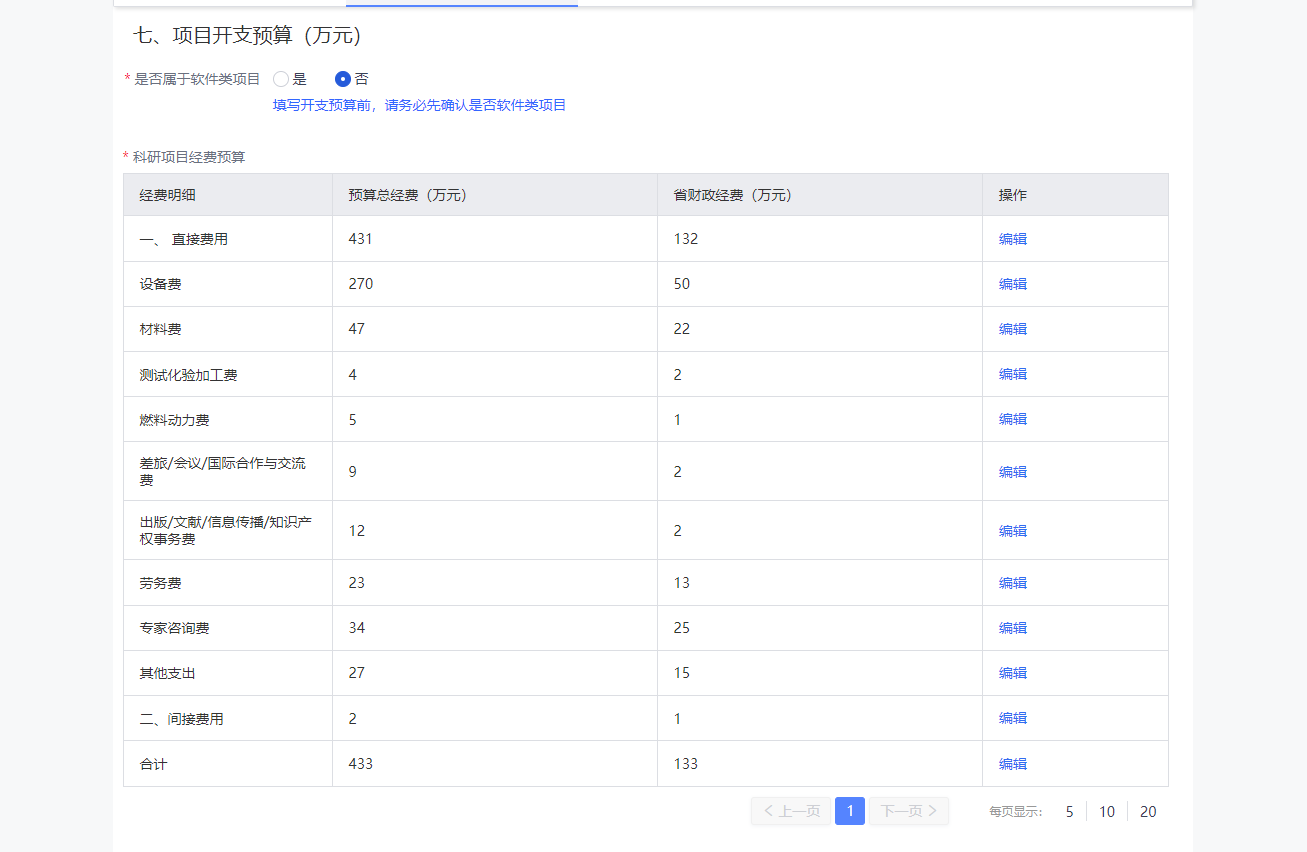 七、项目开支预算（万元）
* 是否属于软件类项目 是 否
填写开支预算前，请务必先确认是否软件类项目
* 科研项目经费预算
经费明细 预算总经费（万元） 省财政经费（万元） 操作
一、 直接费用 431 132 编辑
设备费 270 50 编辑
材料费 47 22 编辑
测试化验加工费 4 2 编辑
燃料动力费 5 1 编辑
差旅/会议/国际合作与交流
费 9 2 编辑
出版/文献/信息传播/知识产
权事务费 12 2 编辑
劳务费 23 13 编辑
专家咨询费 34 25 编辑
其他支出 27 15 编辑
二、间接费用 2 1 编辑
合计 433 133 编辑
上一页 1 下一页 每页显示: 5 10 20